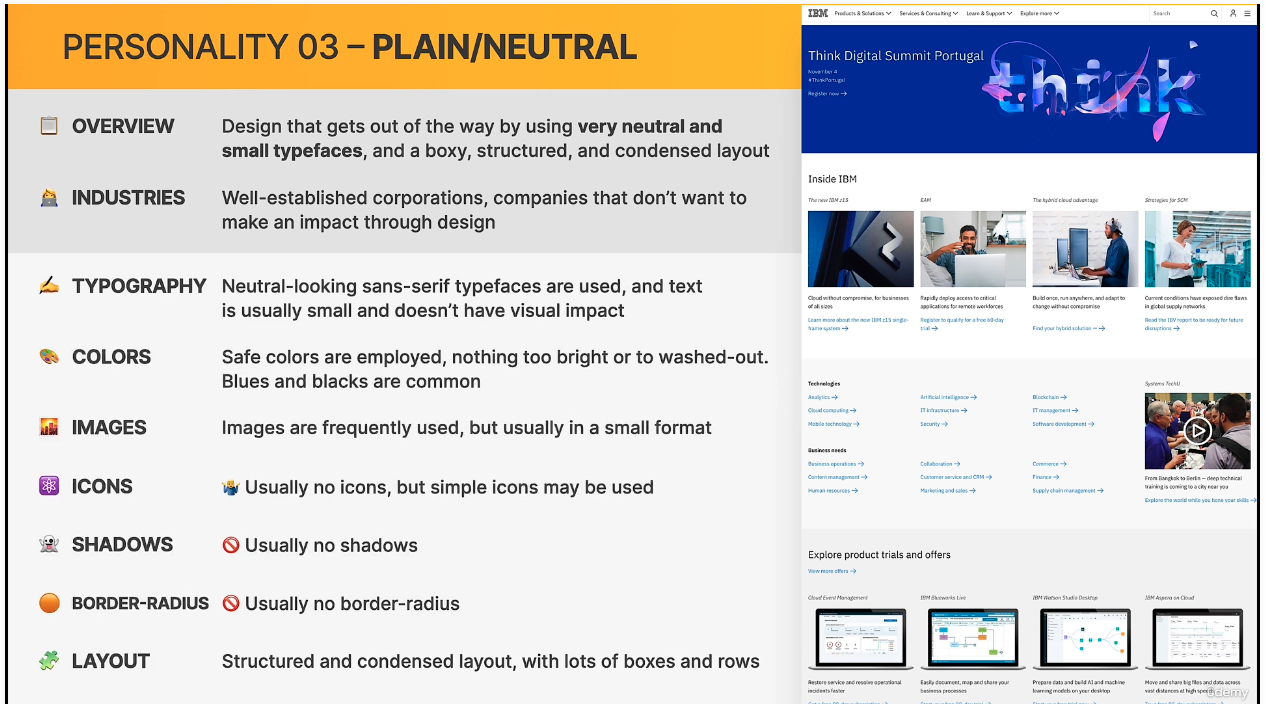 PERSONALITY 03 – PLAIN/NEUTRAL
OVERVIEW
Design that gets out of the way by using very neutral and
small typefaces, and a boxy, structured, and condensed layout
INDUSTRIES
Well-established corporations, companies that don't want to
make an impact through design
TYPOGRAPHY
Neutral-looking sans-serif typefaces are used, and text
is usually small and doesn't have visual impact
COLORS
Safe colors are employed, nothing too bright or to washed-out.
Blues and blacks are common
IMAGES
Images are frequently used, but usually in a small format
ICONS
Usually no icons, but simple icons may be used
SHADOWS
Usually no shadows
BORDER-RADIUS
Usually no border-radius
LAYOUT
Structured and condensed layout, with lots of boxes and rows
IBM Products & Solutions Services & Consulting Learn & Support Explore more Search
Think Digital Summit Portugal
November 4
#ThinkPortugal
Register now →
think
Inside IBM
The new IBM z15
Cloud without compromise, for businesses
of all sizes
Learn more about the new IBM z15 single-
frame system →
EAM
Rapidly deploy access to critical
applications for remote workforces
Register to qualify for a free 60-day
trial →
The hybrid cloud advantage
Build once, run anywhere, and adapt to
change without compromise
Find your hybrid solution – →
Strategies for SCM
Current conditions have exposed dire flaws
in global supply networks
Read the IBV report to be ready for future
disruptions →
Technologies
Analytics → Artificial intelligence → Blockchain →
Cloud computing → IT infrastructure → IT management →
Mobile technology → Security → Software development →
Business needs
Business operations → Collaboration → Commerce →
Content management → Customer service and CRM → Finance →
Human resources → Marketing and sales → Supply chain management →
Systems TechU
From Bangkok to Berlin – deep technical
training is coming to a city near you
Explore the world while you hone your skills →
Explore product trials and offers
View more offers →
Cloud Event Management
Restore service and resolve operational
incidents faster
IBM Blueworks Live
Easily document, map and share your
business processes
IBM Watson Studio Desktop
Prepare data and build AI and machine
learning models on your desktop
IBM Aspera on Cloud
Move and share big files and data across
vast distances at high speed
Udemy